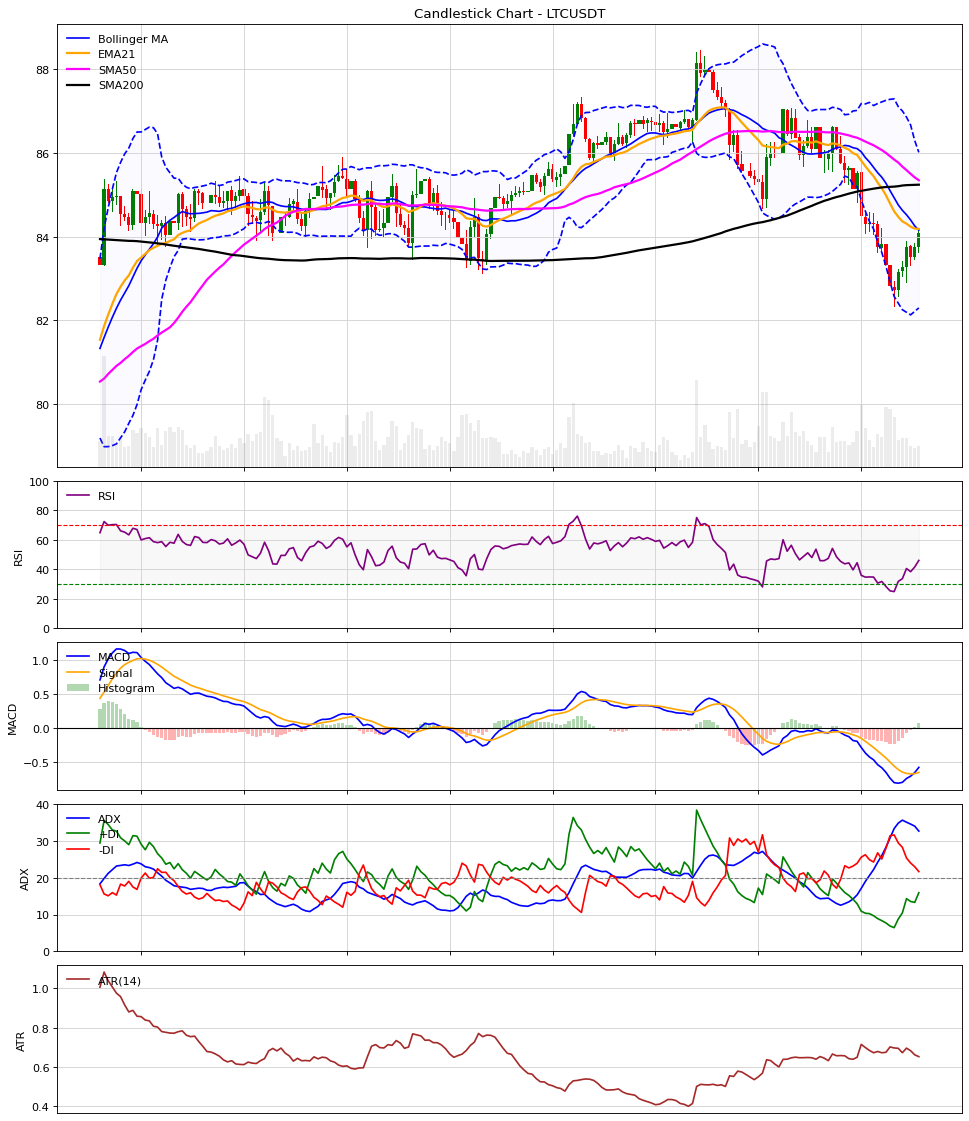 Candlestick Chart - LTCUSDT
Bollinger MA
EMA21
SMA50
SMA200
88
86
84
82
80
100
RSI
80
60
40
20
0
RSI
MACD
Signal
Histogram
1.0
0.5
0.0
−0.5
MACD
40
ADX
+DI
-DI
30
20
10
0
ADX
ATR(14)
1.0
0.8
0.6
0.4
ATR